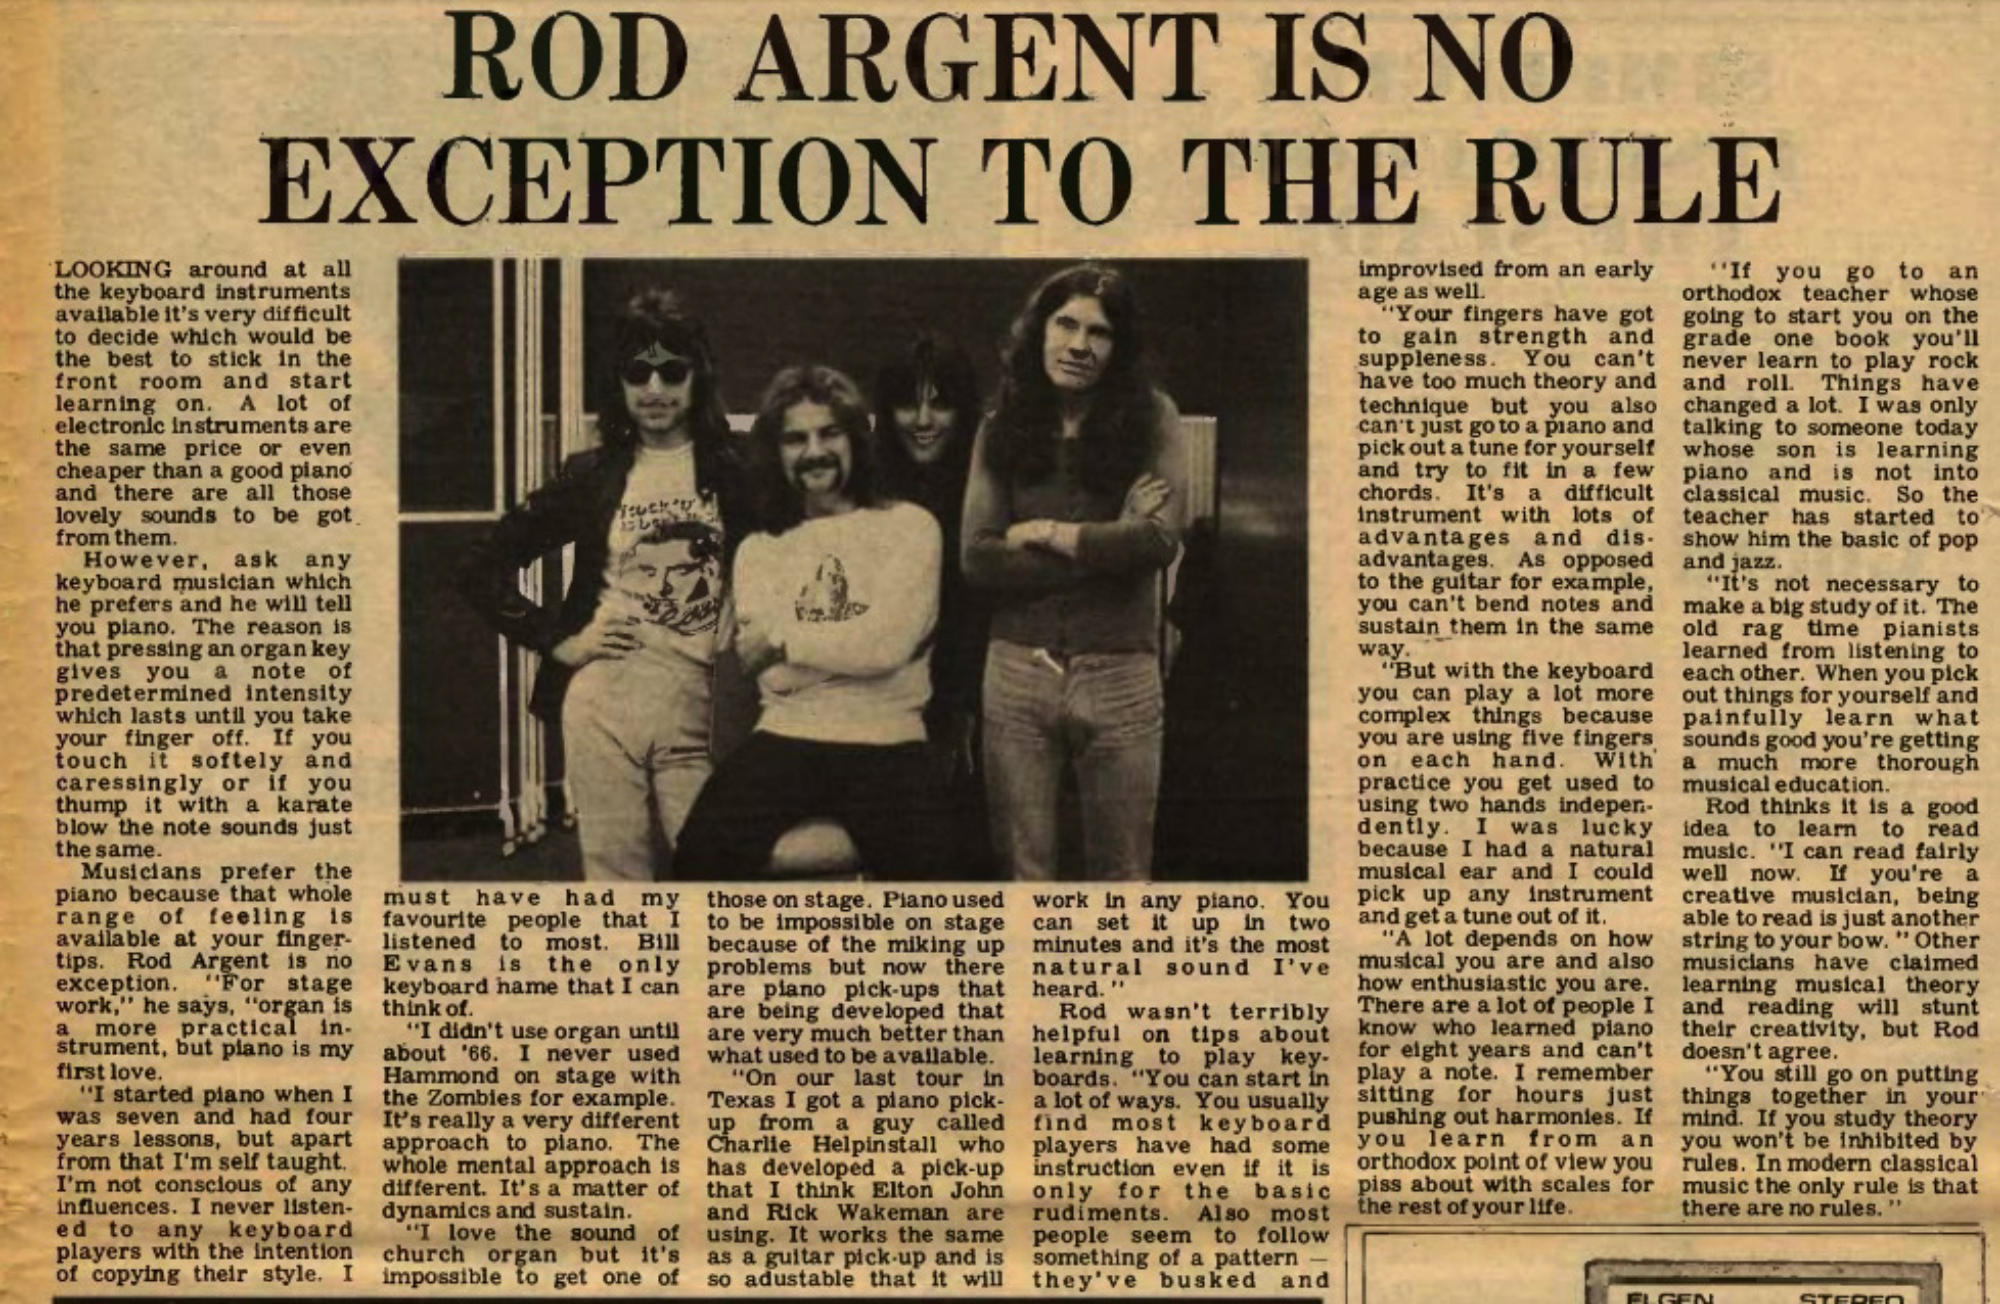 ROD ARGENT IS NO
EXCEPTION TO THE RULE
LOOKING around at all
the keyboard instruments
available it's very difficult
to decide which would be
the best to stick in the
front room and start
learning on. A lot of
electronic instruments are
the same price or even
cheaper than a good piano
and there are all those
lovely sounds to be got
from them.
However, ask any
keyboard musician which
he prefers and he will tell
you piano. The reason is
that pressing an organ key
gives you a note of
predetermined intensity
which lasts until you take
your finger off. If you
touch it softely and
caressingly or if you
thump it with a karate
blow the note sounds just
the same.
Musicians prefer the
piano because that whole
range of feeling is
available at your finger-
tips. Rod Argent is no
exception. "For stage
work," he says, "organ is
a more practical in-
strument, but piano is my
first love.
"I started piano when I
was seven and had four
years lessons, but apart
from that I'm self taught.
I'm not conscious of any
influences. I never listen-
ed to any keyboard
players with the intention
of copying their style. I
must have had my
favourite people that I
listened to most. Bill
Evans is the only
keyboard name that I can
think of.
"I didn't use organ until
about '66. I never used
Hammond on stage with
the Zombies for example.
It's really a very different
approach to piano. The
whole mental approach is
different. It's a matter of
dynamics and sustain.
"I love the sound of
church organ but it's
impossible to get one of
those on stage. Piano used
to be impossible on stage
because of the miking up
problems but now there
are piano pick-ups that
are being developed that
are very much better than
what used to be available.
"On our last tour in
Texas I got a piano pick-
up from a guy called
Charlie Helpinstall who
has developed a pick-up
that I think Elton John
and Rick Wakeman are
using. It works the same
as a guitar pick-up and is
so adustable that it will
work in any piano. You
can set it up in two
minutes and it's the most
natural sound I've
heard."
Rod wasn't terribly
helpful on tips about
learning to play key-
boards. "You can start in
a lot of ways. You usually
find most keyboard
players have had some
instruction even if it is
only for the basic
rudiments. Also most
people seem to follow
something of a pattern —
they've busked and
improvised from an early
age as well.
"Your fingers have got
to gain strength and
suppleness. You can't
have too much theory and
technique but you also
can't just go to a piano and
pick out a tune for yourself
and try to fit in a few
chords. It's a difficult
instrument with lots of
advantages and dis-
advantages. As opposed
to the guitar for example,
you can't bend notes and
sustain them in the same
way.
"But with the keyboard
you can play a lot more
complex things because
you are using five fingers
on each hand. With
practice you get used to
using two hands indepen-
dently. I was lucky
because I had a natural
musical ear and I could
pick up any instrument
and get a tune out of it.
"A lot depends on how
musical you are and also
how enthusiastic you are.
There are a lot of people I
know who learned piano
for eight years and can't
play a note. I remember
sitting for hours just
pushing out harmonies. If
you learn from an
orthodox point of view you
piss about with scales for
the rest of your life.
"If you go to an
orthodox teacher whose
going to start you on the
grade one book you'll
never learn to play rock
and roll. Things have
changed a lot. I was only
talking to someone today
whose son is learning
piano and is not into
classical music. So the
teacher has started to
show him the basic of pop
and jazz.
"It's not necessary to
make a big study of it. The
old rag time pianists
learned from listening to
each other. When you pick
out things for yourself and
painfully learn what
sounds good you're getting
a much more thorough
musical education.
Rod thinks it is a good
idea to learn to read
music. "I can read fairly
well now. If you're a
creative musician, being
able to read is just another
string to your bow." Other
musicians have claimed
learning musical theory
and reading will stunt
their creativity, but Rod
doesn't agree.
"You still go on putting
things together in your
mind. If you study theory
you won't be inhibited by
rules. In modern classical
music the only rule is that
there are no rules."
ELGEN STEREO